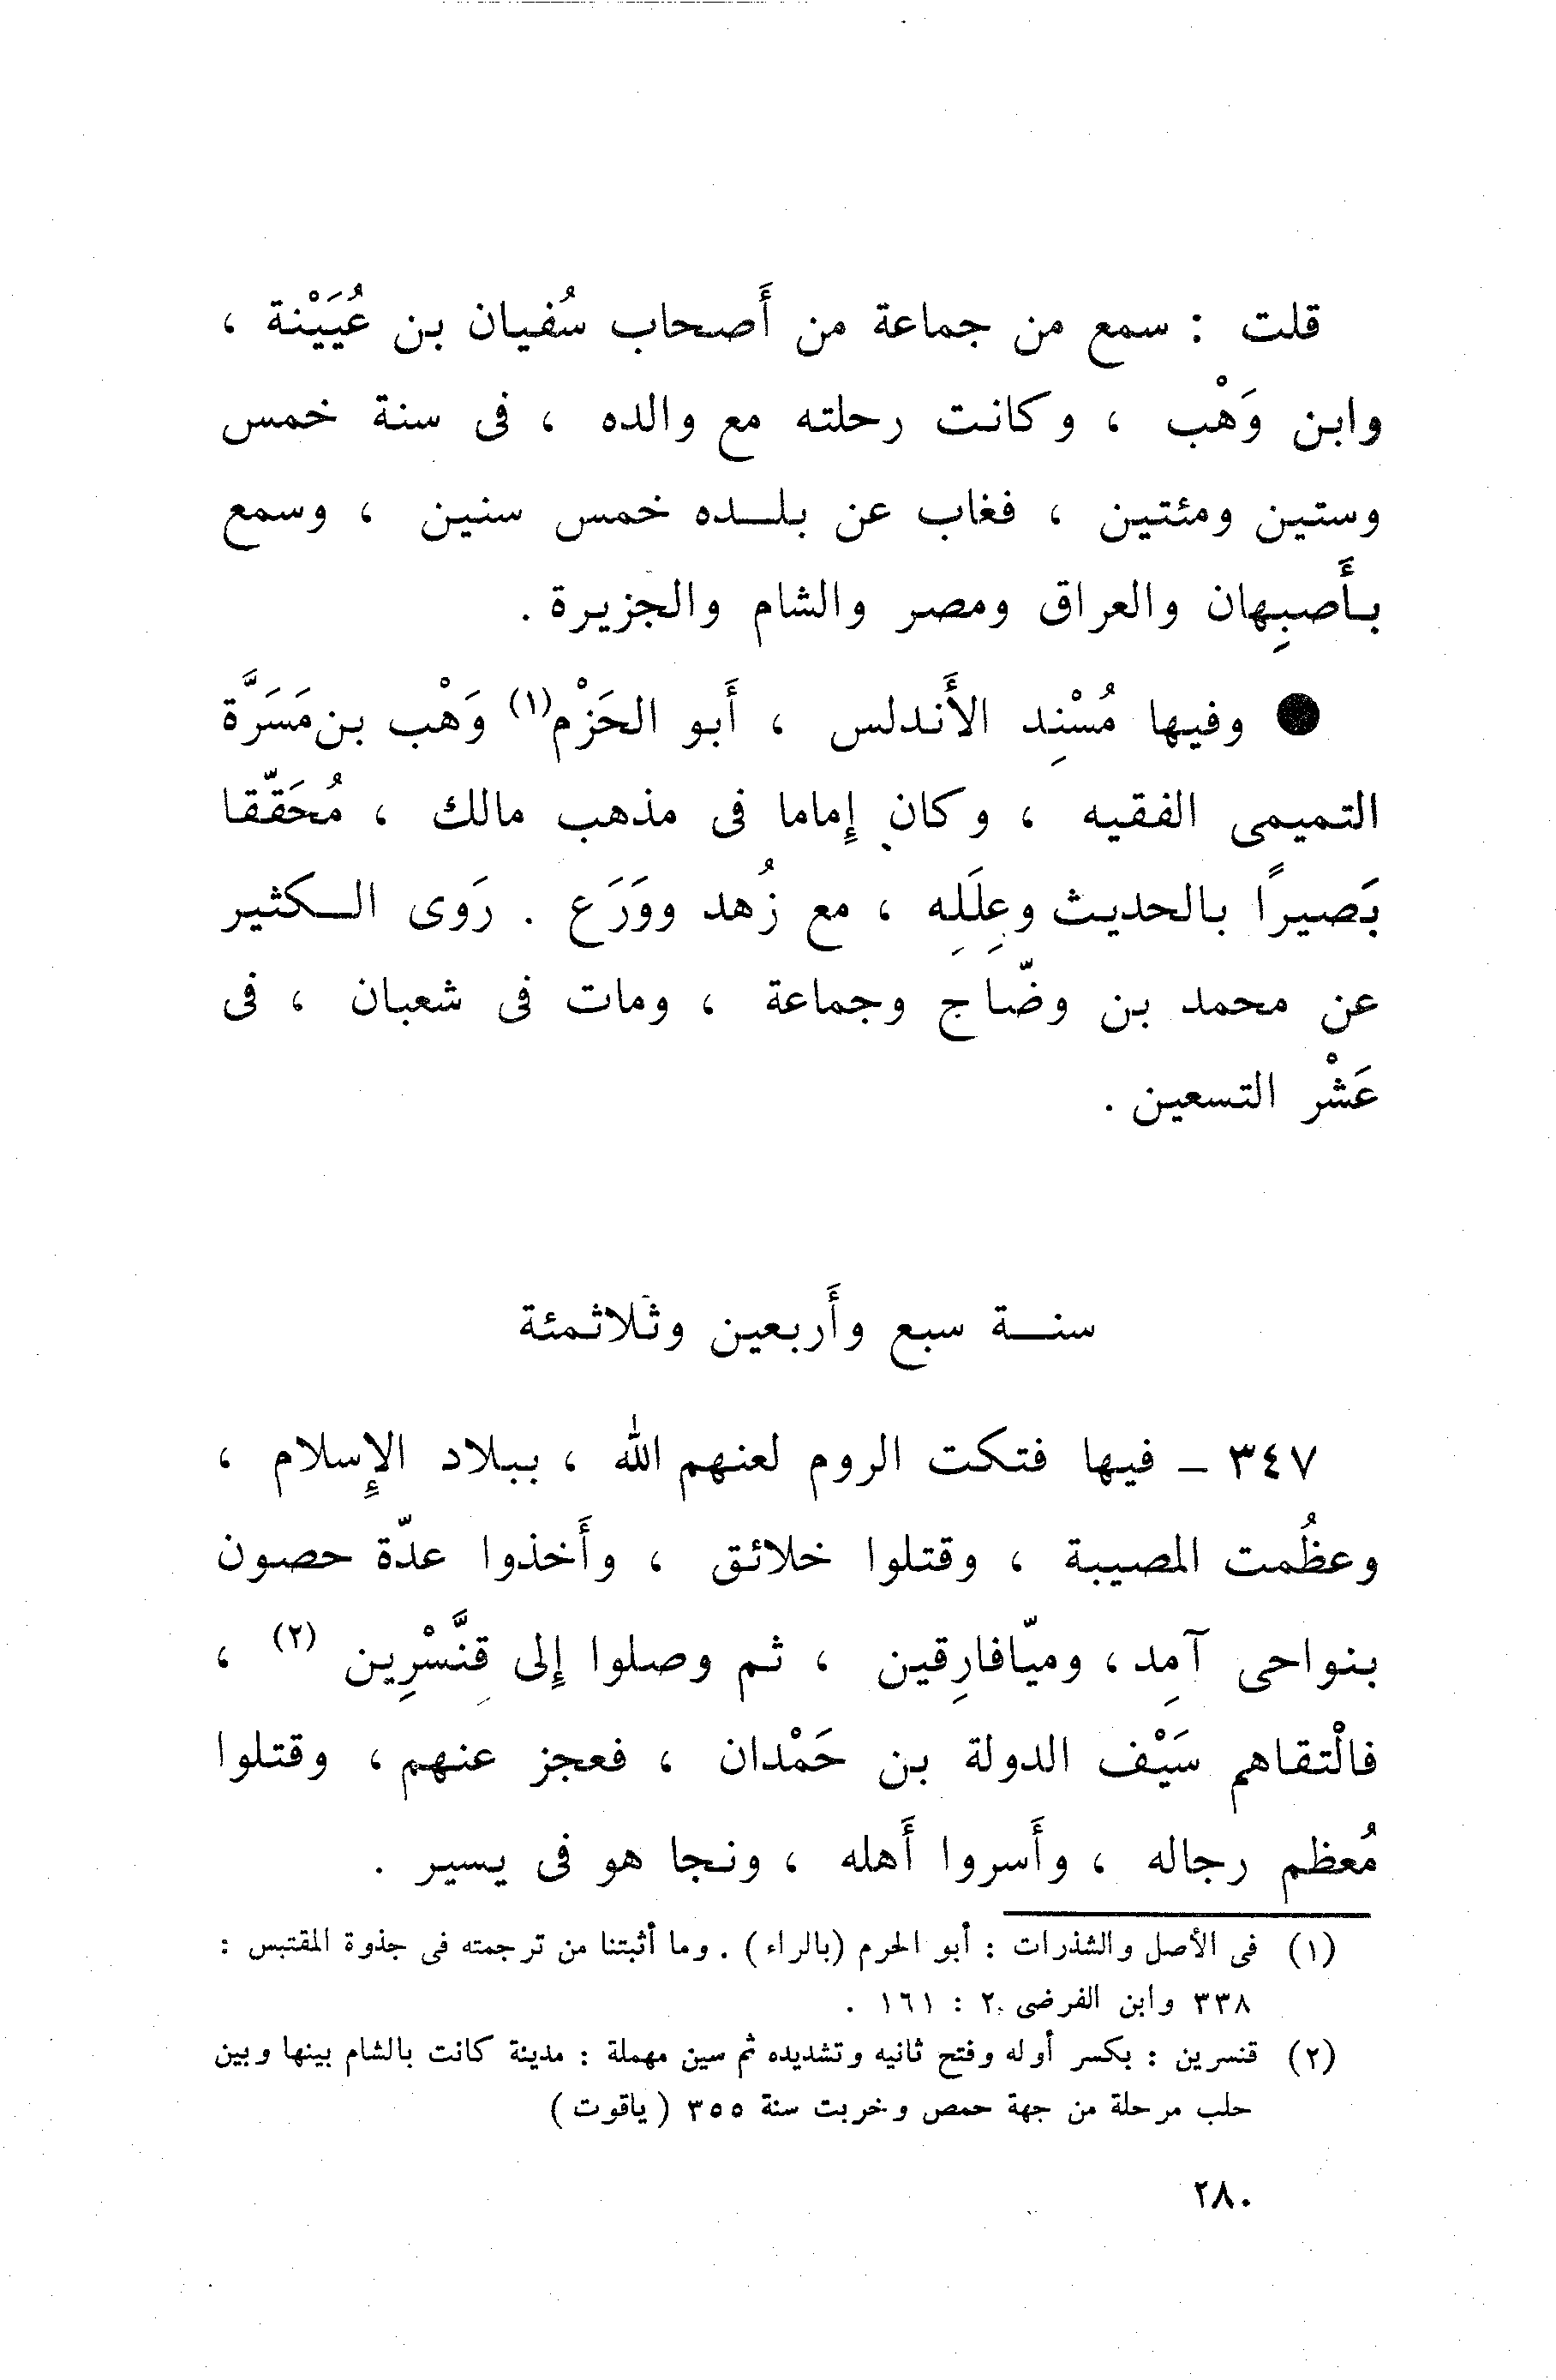 قلت : سمع من جماعة من أَصحاب سُفيان بن عُيَيْنة ،
وابن وَهْب ، وكانت رحلته مع والده ، فى سنة خمس
وستين ومئتين ، فغاب عن بلــده خمس سنين ، وسمع
بأَصبِهان والعراق ومصر والشام والجزيرة .
● وفيها مُسْنِد الأَندلس ، أَبو الحَزْم(١) وَهْب بن مَسَرَّة
التميمى الفقيه ، وكان إِماما فى مذهب مالك ، مُحَقّقا
بَصيرًا بالحديث وعِلَلِه ، مع زُهد ووَرَع . رَوى الــكثير
عن محمد بن وضّاح وجماعة ، ومات فى شعبان ، فى
عَشْر التسعين .
سنــة سبع وأَربعين وثلاثمئة
٣٤٧ – فيها فتكت الروم لعنهم الله ، ببلاد الإِسلام ،
وعظُمت المصيبة ، وقتلوا خلائق ، وأَخذوا عدّة حصون
بنواحى آمِد ، وميّافارِقين ، ثم وصلوا إِلى قِنَّسْرِين (٢) ،
فالْتقاهم سَيْف الدولة بن حَمْدان ، فعجز عنهم ، وقتلوا
مُعظم رجاله ، وأَسروا أَهله ، ونجا هو فى يسير .
(١) فى الأصل والشذرات : أبو الحرم (بالراء) . وما أثبتنا من ترجمته فى جذوة المقتبس :
٣٣٨ وابن الفرضى ٢ : ١٦١ .
(٢) قنسرين : بكسر أوله وفتح ثانيه وتشديده ثم سين مهملة : مدينة كانت بالشام بينها وبين
حلب مرحلة من جهة حمص وخربت سنة ٣٥٥ ( ياقوت )
٢٨٠